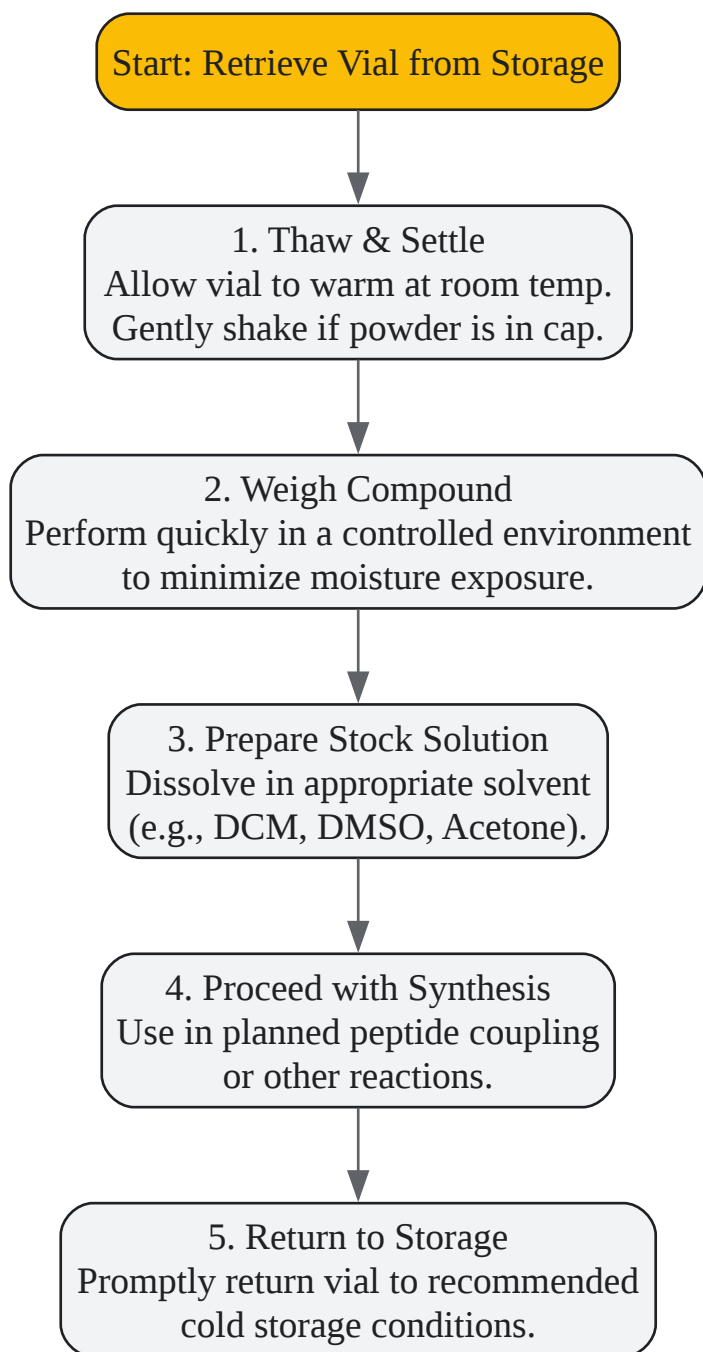 Start: Retrieve Vial from Storage
1. Thaw & Settle
Allow vial to warm at room temp.
Gently shake if powder is in cap.
2. Weigh Compound
Perform quickly in a controlled environment
to minimize moisture exposure.
3. Prepare Stock Solution
Dissolve in appropriate solvent
(e.g., DCM, DMSO, Acetone).
4. Proceed with Synthesis
Use in planned peptide coupling
or other reactions.
5. Return to Storage
Promptly return vial to recommended
cold storage conditions.